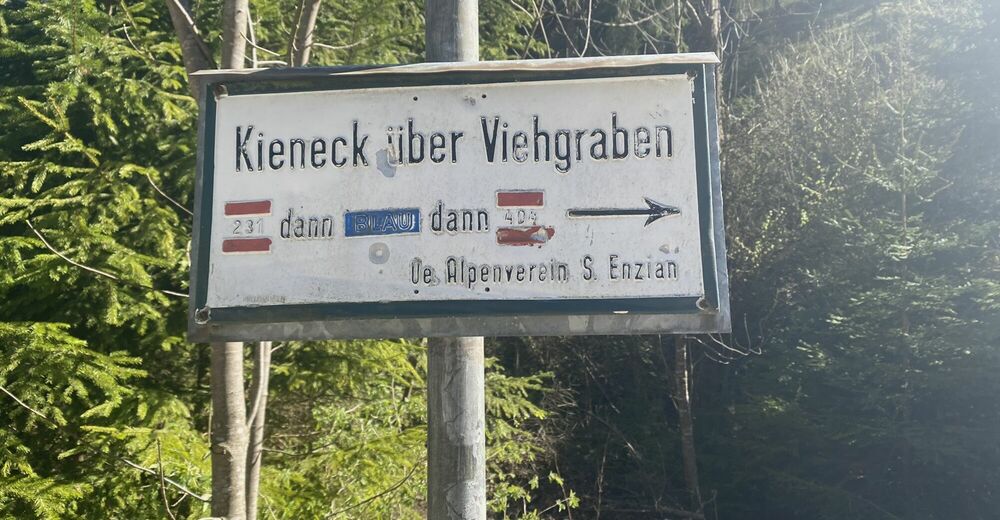 Kieneck über Viehgraben
231 dann BLAU dann 404
Oe. Alpenverein S. Enzian